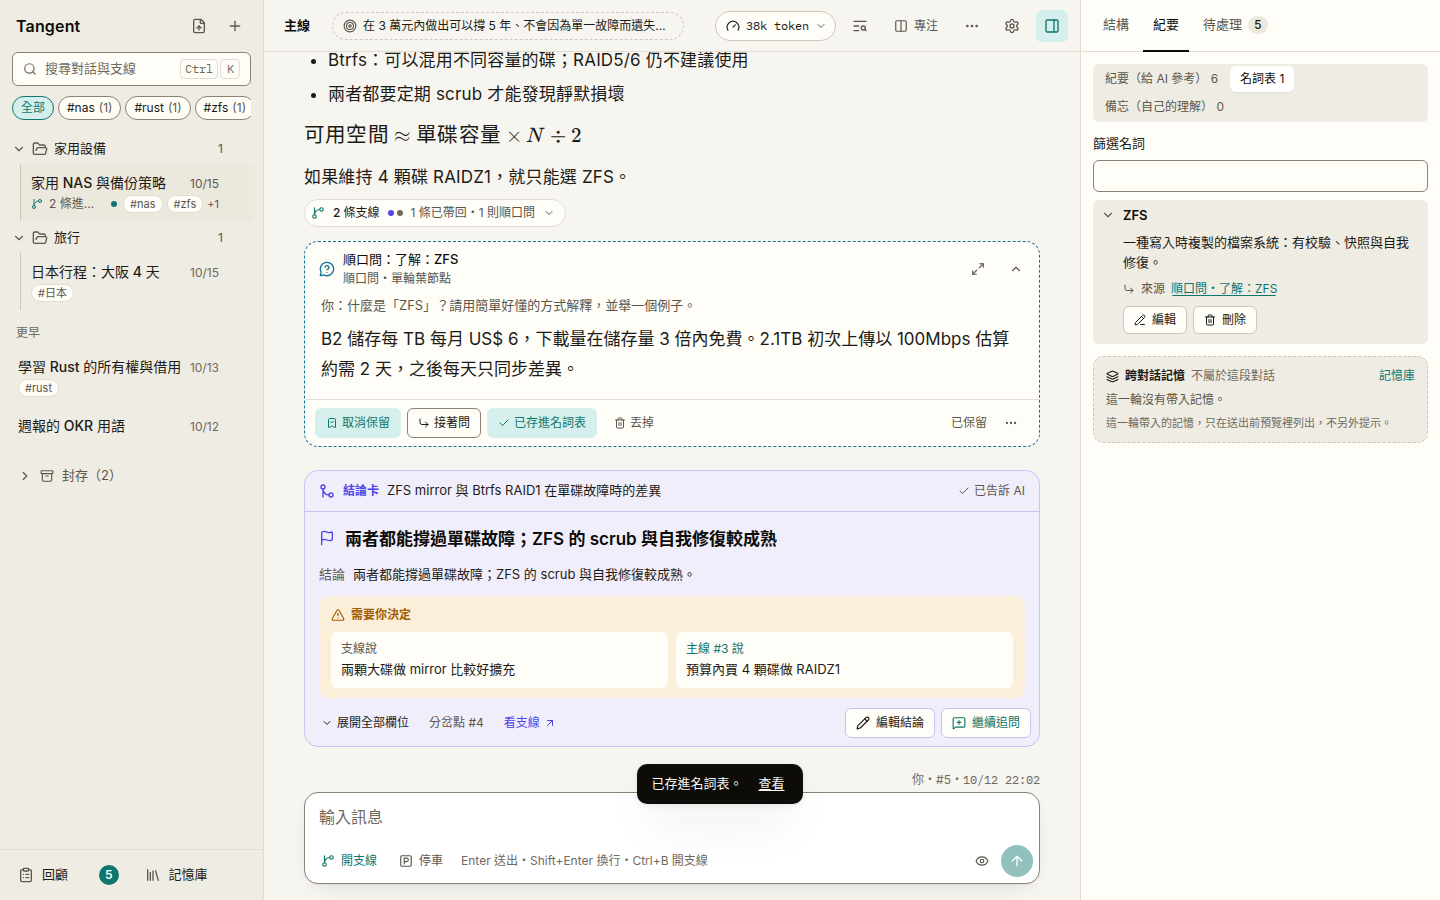 Tangent
搜尋對話與支線 Ctrl K
全部 #nas (1) #rust (1) #zfs (1)
家用設備 1
家用 NAS 與備份策略 10/15
2 條進… #nas #zfs +1
旅行 1
日本行程：大阪 4 天 10/15
#日本
更早
學習 Rust 的所有權與借用 10/13
#rust
週報的 OKR 用語 10/12
封存（2）
回顧 5 記憶庫
主線 在 3 萬元內做出可以撐 5 年、不會因為單一故障而遺失… 38k token 專注
Btrfs：可以混用不同容量的碟；RAID5/6 仍不建議使用
兩者都要定期 scrub 才能發現靜默損壞
可用空間 ≈ 單碟容量 × N ÷ 2
如果維持 4 顆碟 RAIDZ1，就只能選 ZFS。
2 條支線 1 條已帶回・1 則順口問
順口問：了解：ZFS
順口問・單輪葉節點
你：什麼是「ZFS」？請用簡單好懂的方式解釋，並舉一個例子。
B2 儲存每 TB 每月 US$ 6，下載量在儲存量 3 倍內免費。2.1TB 初次上傳以 100Mbps 估算
約需 2 天，之後每天只同步差異。
取消保留 接著問 已存進名詞表 丟掉 已保留
結論卡 ZFS mirror 與 Btrfs RAID1 在單碟故障時的差異 已告訴 AI
兩者都能撐過單碟故障；ZFS 的 scrub 與自我修復較成熟
結論 兩者都能撐過單碟故障；ZFS 的 scrub 與自我修復較成熟。
需要你決定
支線說
兩顆大碟做 mirror 比較好擴充
主線 #3 說
預算內買 4 顆碟做 RAIDZ1
展開全部欄位 分岔點 #4 看支線 編輯結論 繼續追問
已存進名詞表。 查看
你・#5・10/12 22:02
輸入訊息
開支線 停車 Enter 送出・Shift+Enter 換行・Ctrl+B 開支線
結構 紀要 待處理 5
紀要（給 AI 參考） 6 名詞表 1
備忘（自己的理解） 0
篩選名詞
ZFS
一種寫入時複製的檔案系統：有校驗、快照與自我
修復。
來源 順口問・了解：ZFS
編輯 刪除
跨對話記憶 不屬於這段對話 記憶庫
這一輪沒有帶入記憶。
這一輪帶入的記憶，只在送出前預覽裡列出，不另外提示。